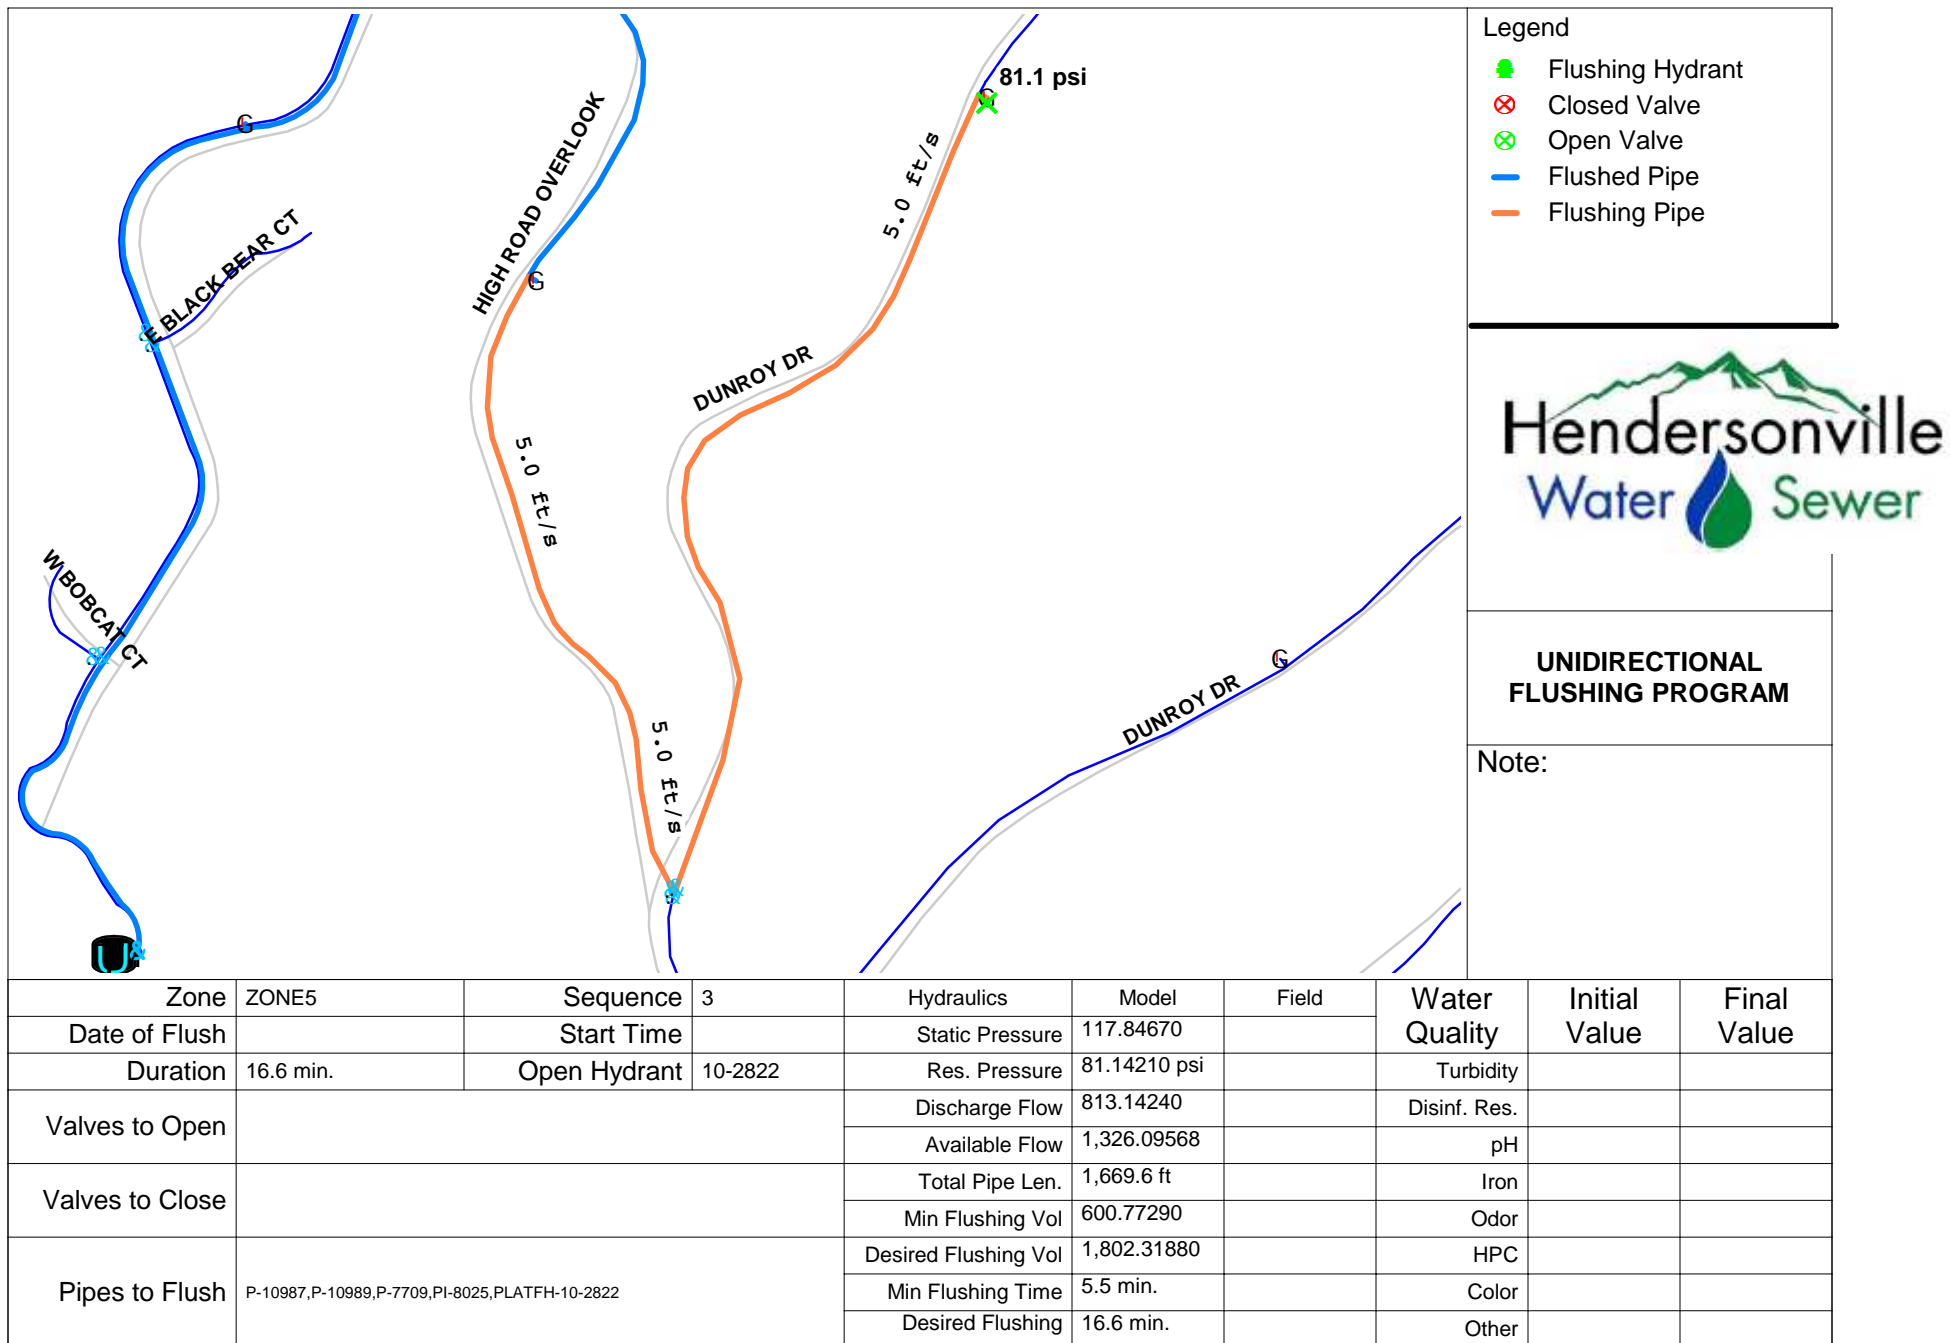 81.1 psi
HIGH ROAD OVERLOOK
5.0 ft/s
E BLACK BEAR CT
DUNROY DR
5.0 ft/s
W BOBCAT CT
5.0 ft/s
DUNROY DR
Legend
Flushing Hydrant
Closed Valve
Open Valve
Flushed Pipe
Flushing Pipe
Hendersonville
Water Sewer
UNIDIRECTIONAL
FLUSHING PROGRAM
Note:
Zone ZONE5 Sequence 3
Date of Flush Start Time
Duration 16.6 min. Open Hydrant 10-2822
Valves to Open
Valves to Close
Pipes to Flush P-10987,P-10989,P-7709,PI-8025,PLATFH-10-2822
Hydraulics Model Field
Static Pressure 117.84670
Res. Pressure 81.14210 psi
Discharge Flow 813.14240
Available Flow 1,326.09568
Total Pipe Len. 1,669.6 ft
Min Flushing Vol 600.77290
Desired Flushing Vol 1,802.31880
Min Flushing Time 5.5 min.
Desired Flushing 16.6 min.
Water Quality Initial Value Final Value
Turbidity
Disinf. Res.
pH
Iron
Odor
HPC
Color
Other